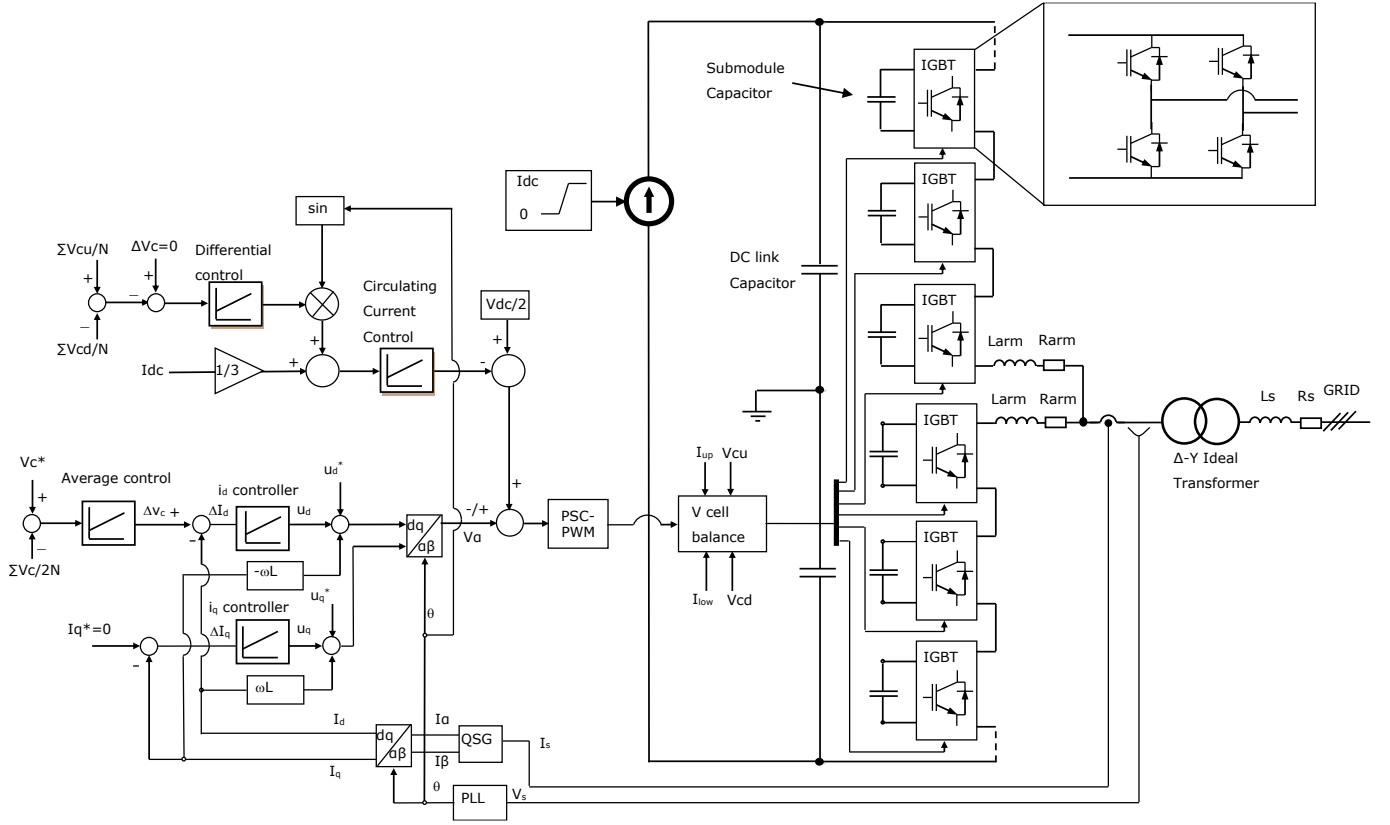 IGBT
Submodule
Capacitor
Idc
0
IGBT
sin
ΣVcu/N
ΔVc=0
Differential
control
DC link
Capacitor
Circulating
Current
Control
Vdc/2
IGBT
+
+
−
−
ΣVcd/N
+
+
-
Idc
1/3
+
Larm
Rarm
Larm
Rarm
Ls
Rs
GRID
IGBT
Δ-Y Ideal
Transformer
Vc*
Average control
ud*
Iup
Vcu
+
id controller
+
Δvc +
ΔId
ud
-/+
Vα
dq
αβ
PSC-
PWM
V cell
balance
IGBT
−
-
ΣVc/2N
-ωL
uq*
Ilow
Vcd
iq controller
θ
Iq*=0
ΔIq
uq
-
IGBT
ωL
Id
Iα
dq
αβ
QSG
Is
Iβ
Iq
θ
PLL
Vs